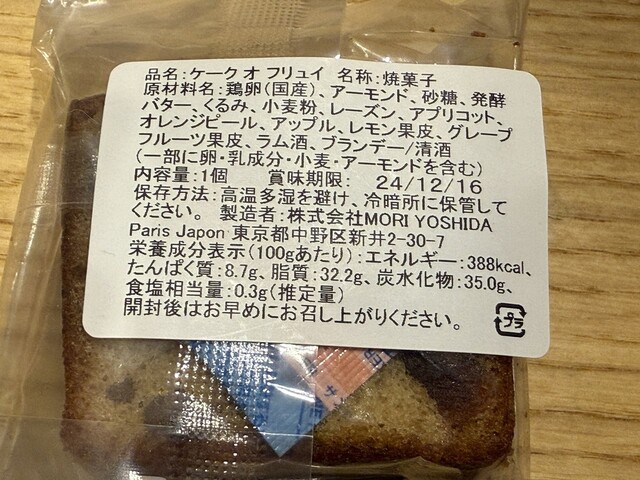 品名:ケーク オ フリュイ 名称:焼菓子
原材料名:鶏卵(国産)、アーモンド、砂糖、発酵
バター、くるみ、小麦粉、レーズン、アプリコット、
オレンジピール、アップル、レモン果皮、グレープ
フルーツ果皮、ラム酒、ブランデー/清酒
(一部に卵・乳成分・小麦・アーモンドを含む)
内容量:1個 賞味期限: 24/12/16
保存方法:高温多湿を避け、冷暗所に保管して
ください。 製造者:株式会社MORI YOSHIDA
Paris Japon 東京都中野区新井2-30-7
栄養成分表示(100gあたり):エネルギー:388kcal、
たんぱく質:8.7g、脂質:32.2g、炭水化物:35.0g、
食塩相当量:0.3g(推定量)
開封後はお早めにお召し上がりください。
プラ